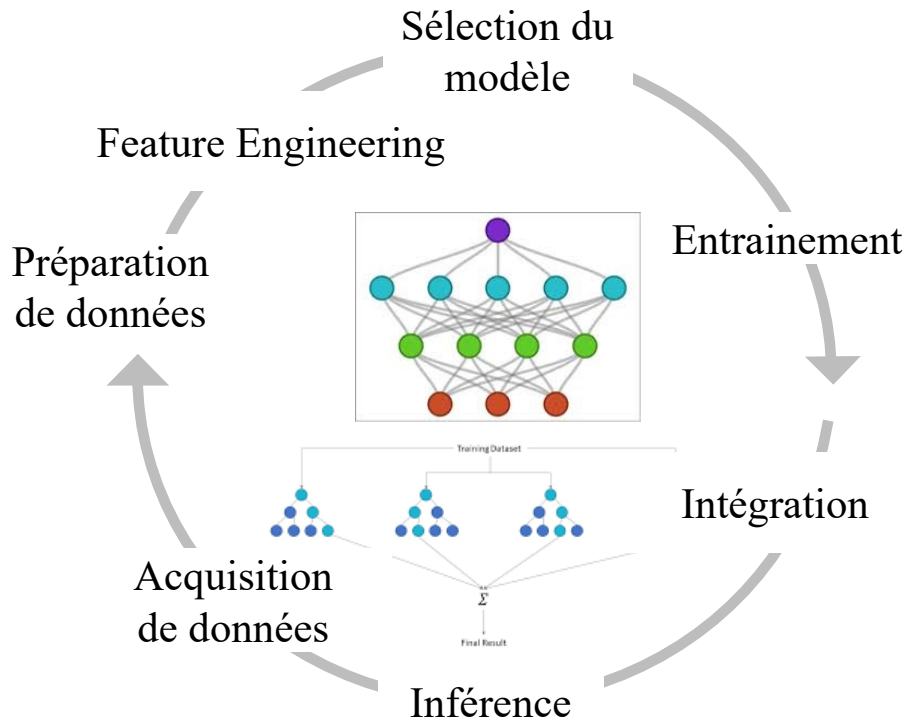 Sélection du
modèle
Feature Engineering
Entrainement
Préparation
de données
Training Dataset
Intégration
Acquisition
de données
Σ
Final Result
Inférence